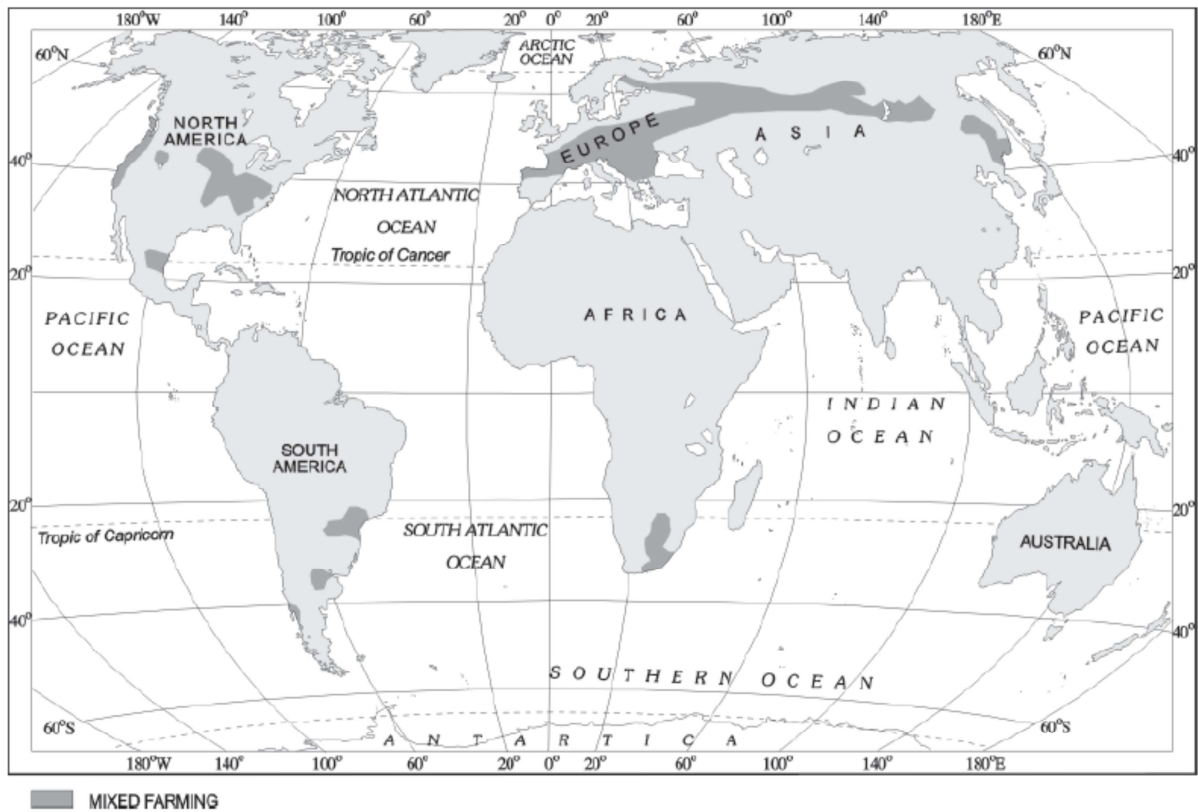 180°W 140° 100° 60° 20° 0° 20° 60° 100° 140° 180°E
60°N
ARCTIC
OCEAN
60°N
NORTH
AMERICA
EUROPE
ASIA
40°
40°
NORTH ATLANTIC
OCEAN
Tropic of Cancer
20°
20°
AFRICA
PACIFIC
OCEAN
PACIFIC
OCEAN
INDIAN
OCEAN
SOUTH
AMERICA
20°
20°
Tropic of Capricorn
SOUTH ATLANTIC
OCEAN
AUSTRALIA
40°
40°
SOUTHERN OCEAN
60°S
60°S
ANTARTICA
180°W 140° 100° 60° 20° 0° 20° 60° 100° 140° 180°E
MIXED FARMING